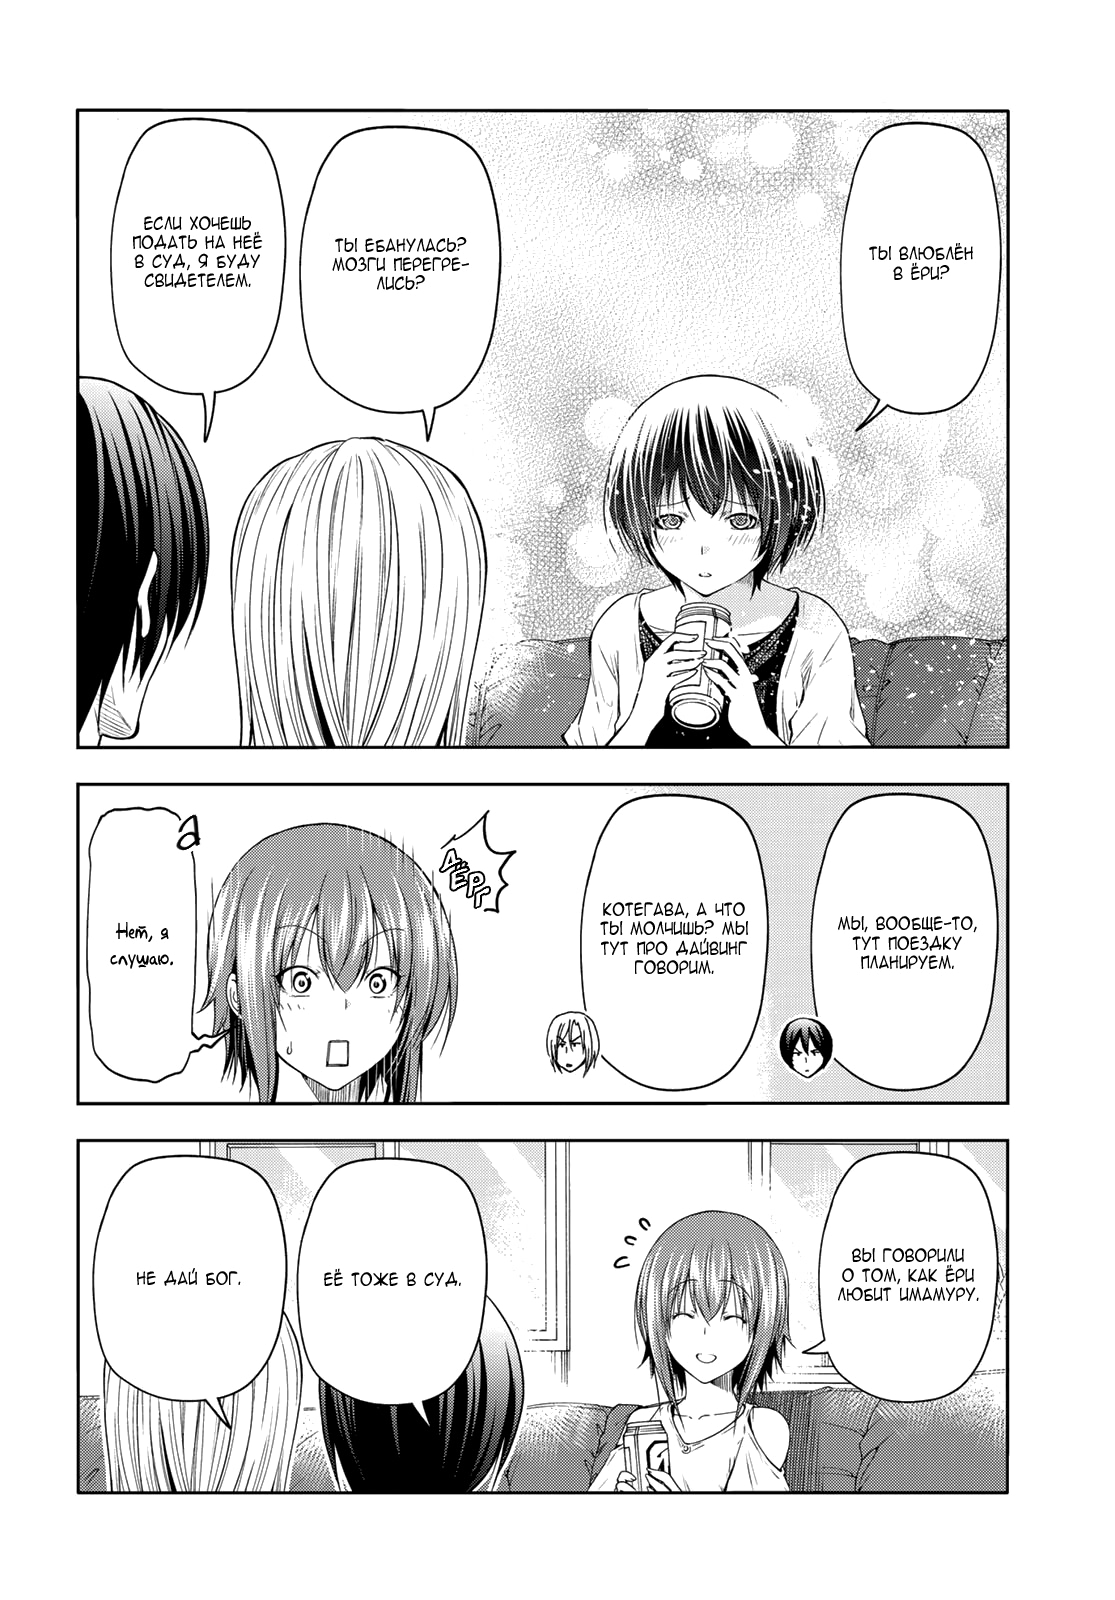 ТЫ ВЛЮБЛЁН
В ЁРИ?
ТЫ ЕБАНУЛАСЬ?
МОЗГИ ПЕРЕГРЕ-
ЛИСЬ?
ЕСЛИ ХОЧЕШЬ
ПОДАТЬ НА НЕЁ
В СУД, Я БУДУ
СВИДЕТЕЛЕМ.
МЫ, ВООБЩЕ-ТО,
ТУТ ПОЕЗДКУ
ПЛАНИРУЕМ.
КОТЕГАВА, А ЧТО
ТЫ МОЛЧИШЬ? МЫ
ТУТ ПРО ДАЙВИНГ
ГОВОРИМ.
ДЁРГ
а
Нет, я
слушаю.
ВЫ ГОВОРИЛИ
О ТОМ, КАК ЁРИ
ЛЮБИТ ИМАМУРУ.
ЕЁ ТОЖЕ В СУД.
НЕ ДАЙ БОГ.